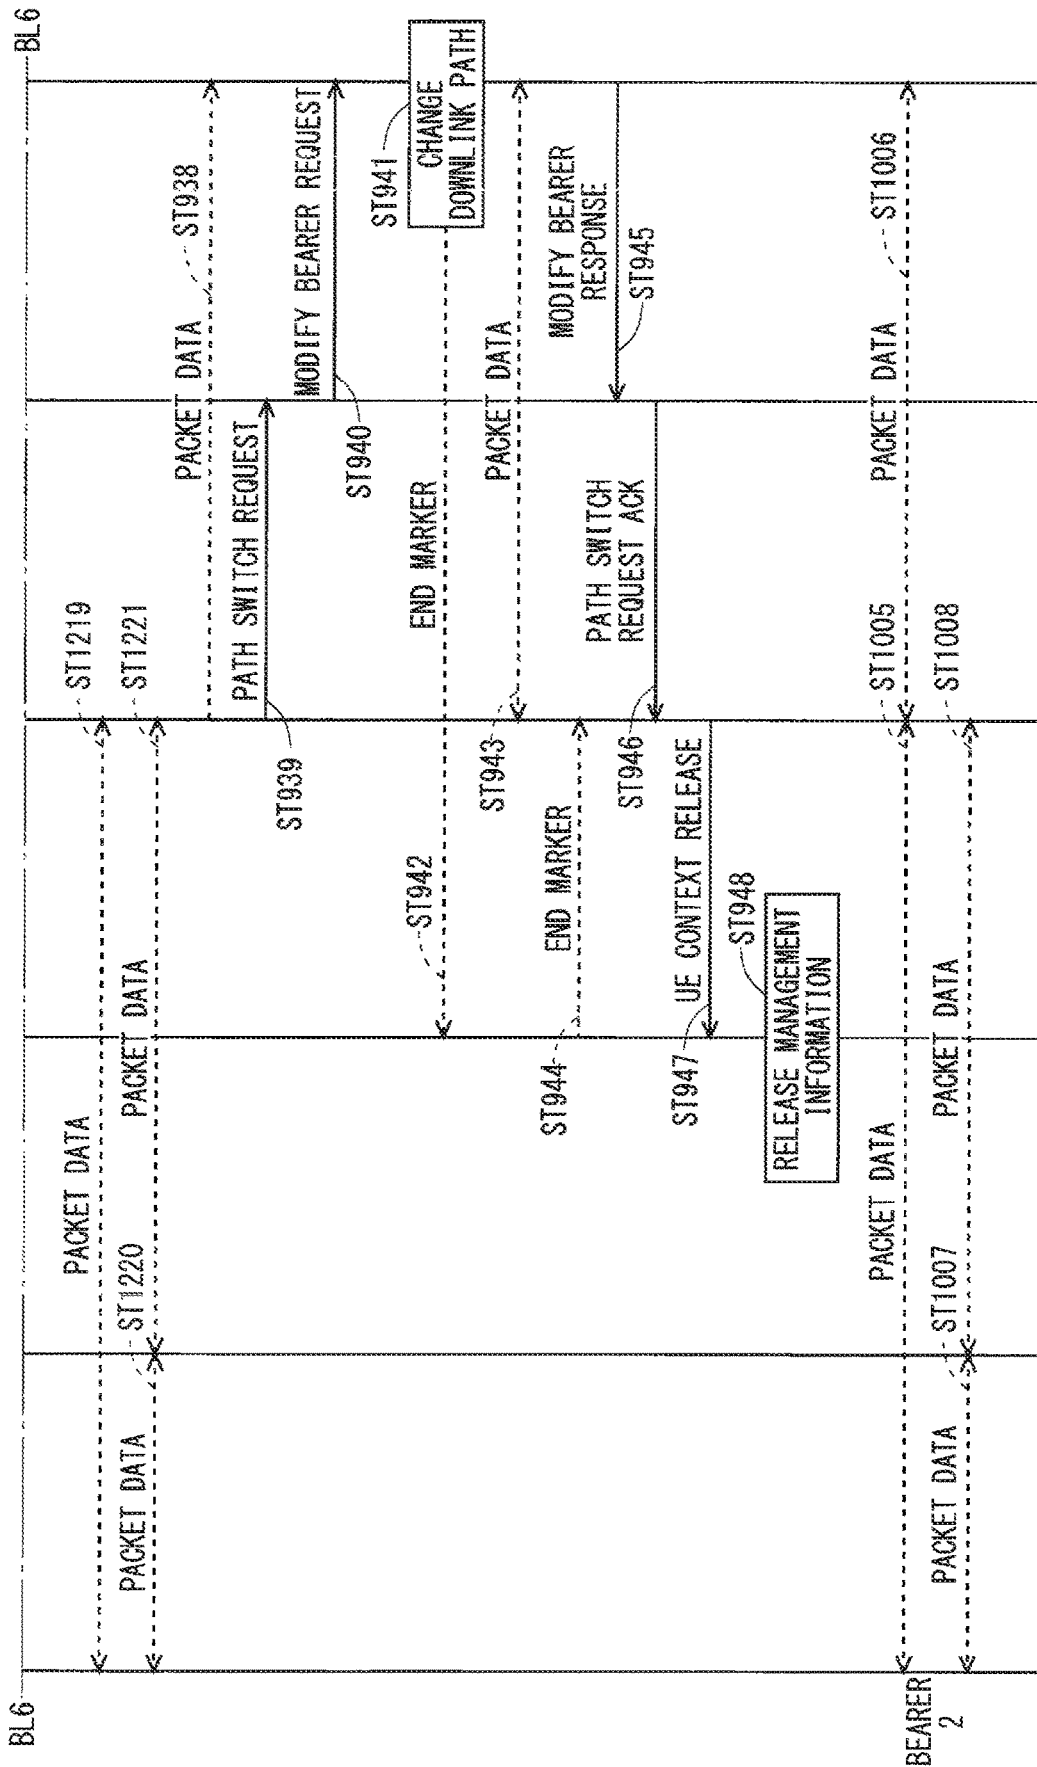 BL6
BL6
PACKET DATA
ST1219
PACKET DATA
ST1220
PACKET DATA
ST1221
PACKET DATA
ST938
PATH SWITCH REQUEST
ST939
MODIFY BEARER REQUEST
ST940
ST941
CHANGE
DOWNLINK PATH
END MARKER
ST942
PACKET DATA
ST943
END MARKER
ST944
MODIFY BEARER
RESPONSE
ST945
PATH SWITCH
REQUEST ACK
ST946
UE CONTEXT RELEASE
ST947
RELEASE MANAGEMENT
INFORMATION
ST948
BEARER
2
PACKET DATA
ST1005
PACKET DATA
ST1006
PACKET DATA
ST1007
PACKET DATA
ST1008